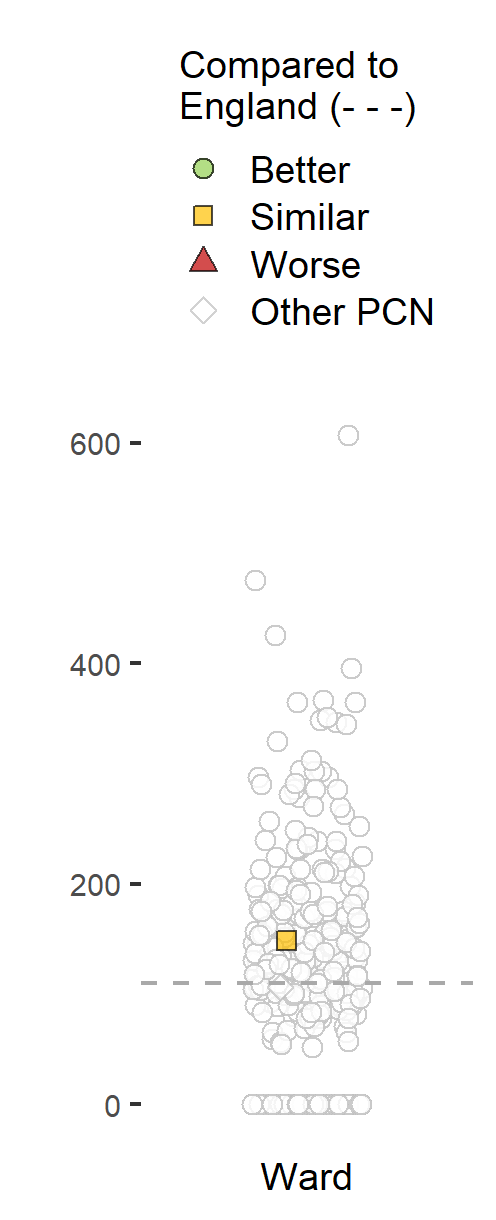 Compared to
England (- - -)
Better
Similar
Worse
Other PCN
600
400
200
0
Ward